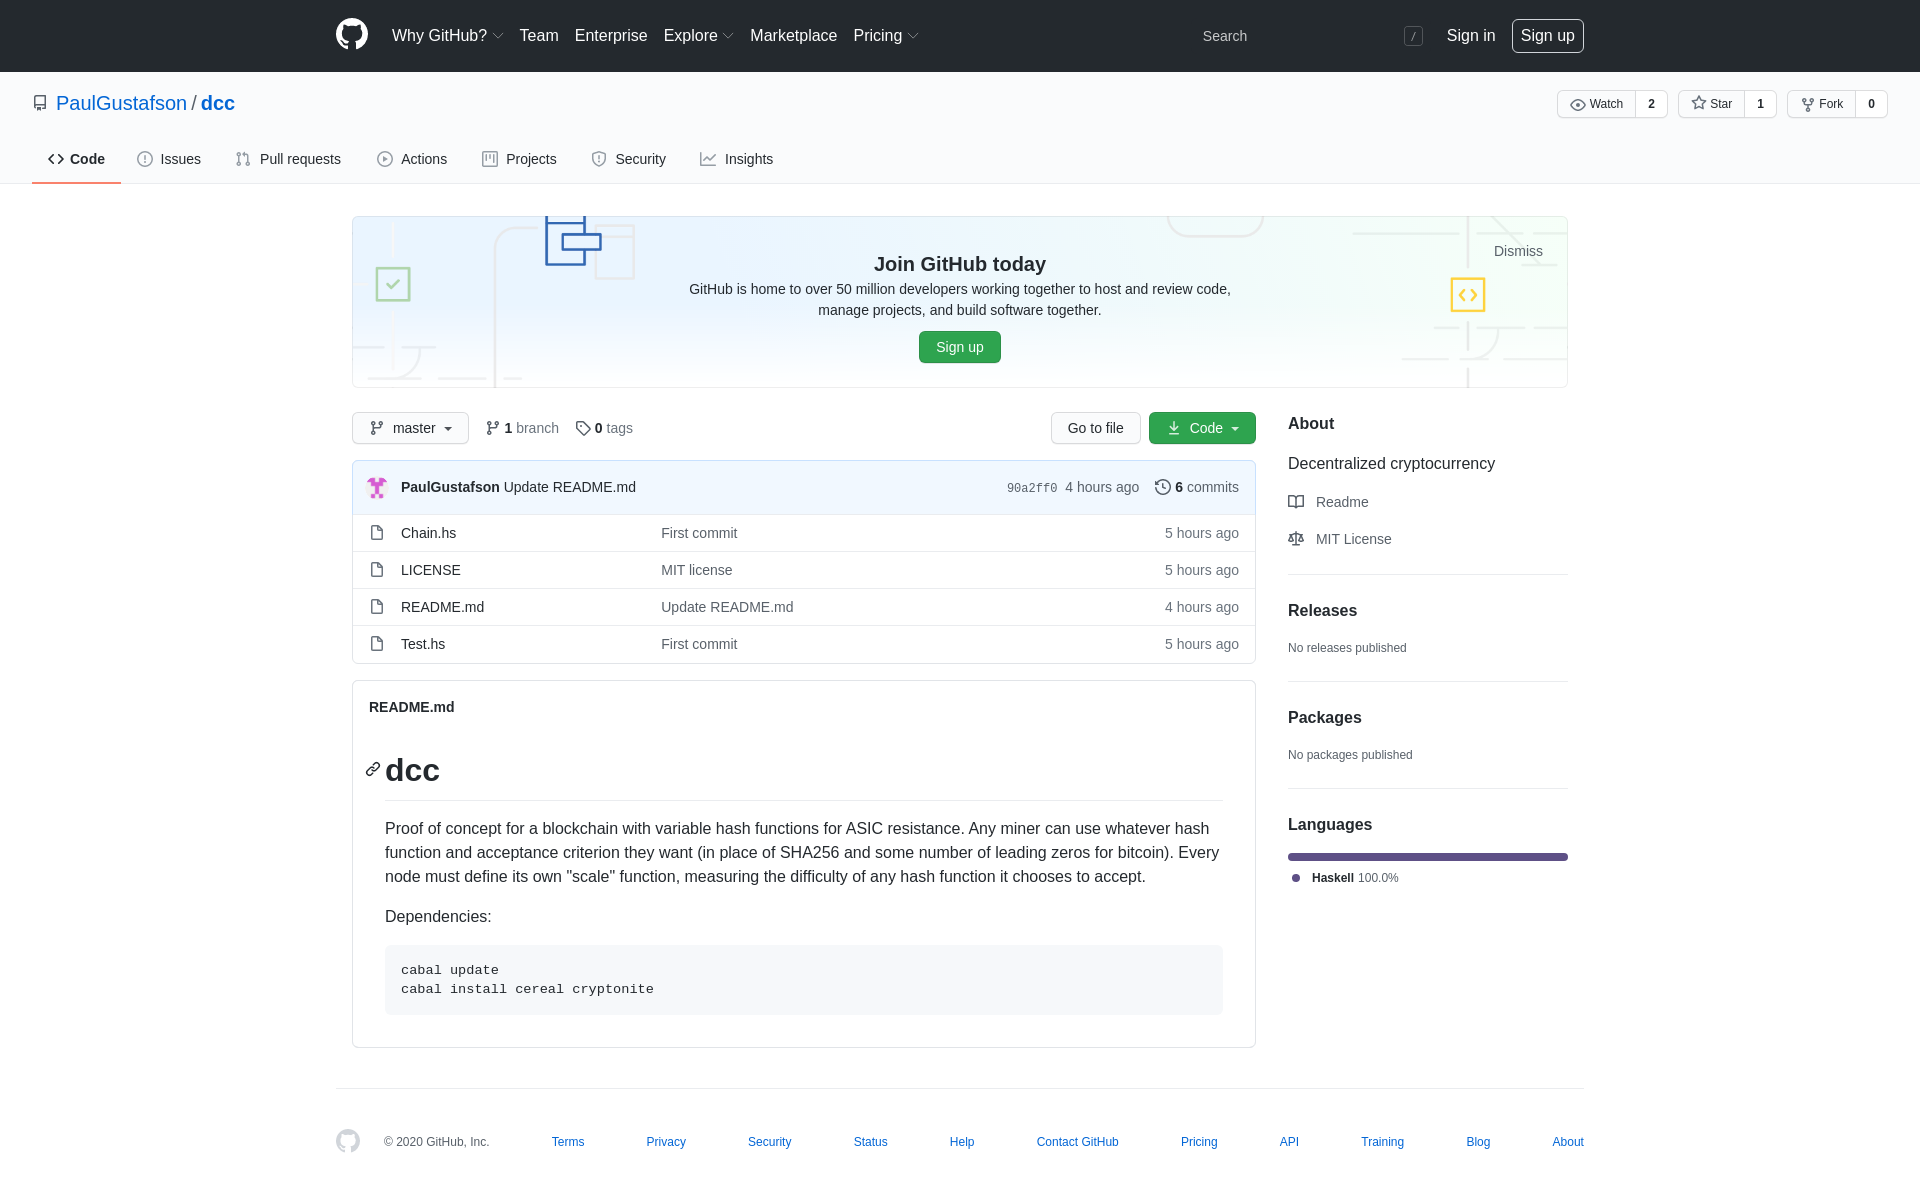 Why GitHub? Team Enterprise Explore Marketplace Pricing Search / Sign in Sign up
PaulGustafson / dcc
Watch 2 Star 1 Fork 0
Code Issues Pull requests Actions Projects Security Insights
Dismiss
Join GitHub today
GitHub is home to over 50 million developers working together to host and review code,
manage projects, and build software together.
Sign up
master 1 branch 0 tags Go to file Code
PaulGustafson Update README.md 90a2ff0 4 hours ago 6 commits
Chain.hs First commit 5 hours ago
LICENSE MIT license 5 hours ago
README.md Update README.md 4 hours ago
Test.hs First commit 5 hours ago
README.md
dcc
Proof of concept for a blockchain with variable hash functions for ASIC resistance. Any miner can use whatever hash
function and acceptance criterion they want (in place of SHA256 and some number of leading zeros for bitcoin). Every
node must define its own "scale" function, measuring the difficulty of any hash function it chooses to accept.
Dependencies:
cabal update
cabal install cereal cryptonite
About
Decentralized cryptocurrency
Readme
MIT License
Releases
No releases published
Packages
No packages published
Languages
Haskell 100.0%
© 2020 GitHub, Inc. Terms Privacy Security Status Help Contact GitHub Pricing API Training Blog About